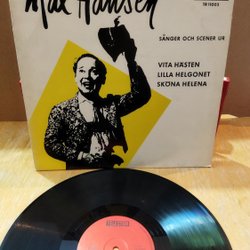 Max Hansen
SÅNGER OCH SCENER UR
VITA HÄSTEN
LILLA HELGONET
SKÖNA HELENA